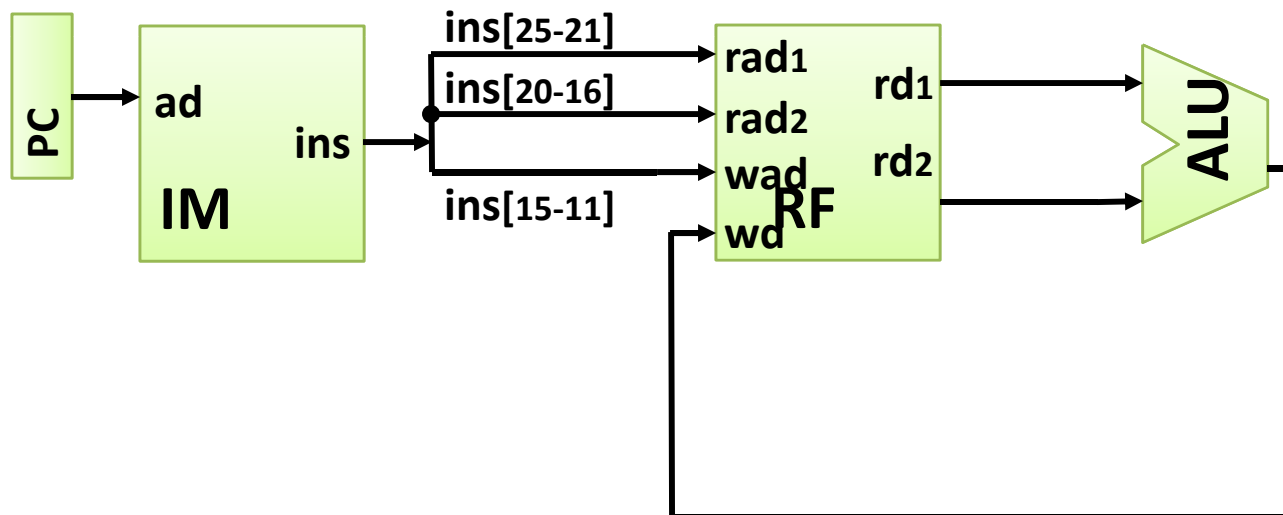 PC
ad
ins
IM
ins[25-21]
ins[20-16]
ins[15-11]
rad1
rad2
wad
wd
RF
rd1
rd2
ALU